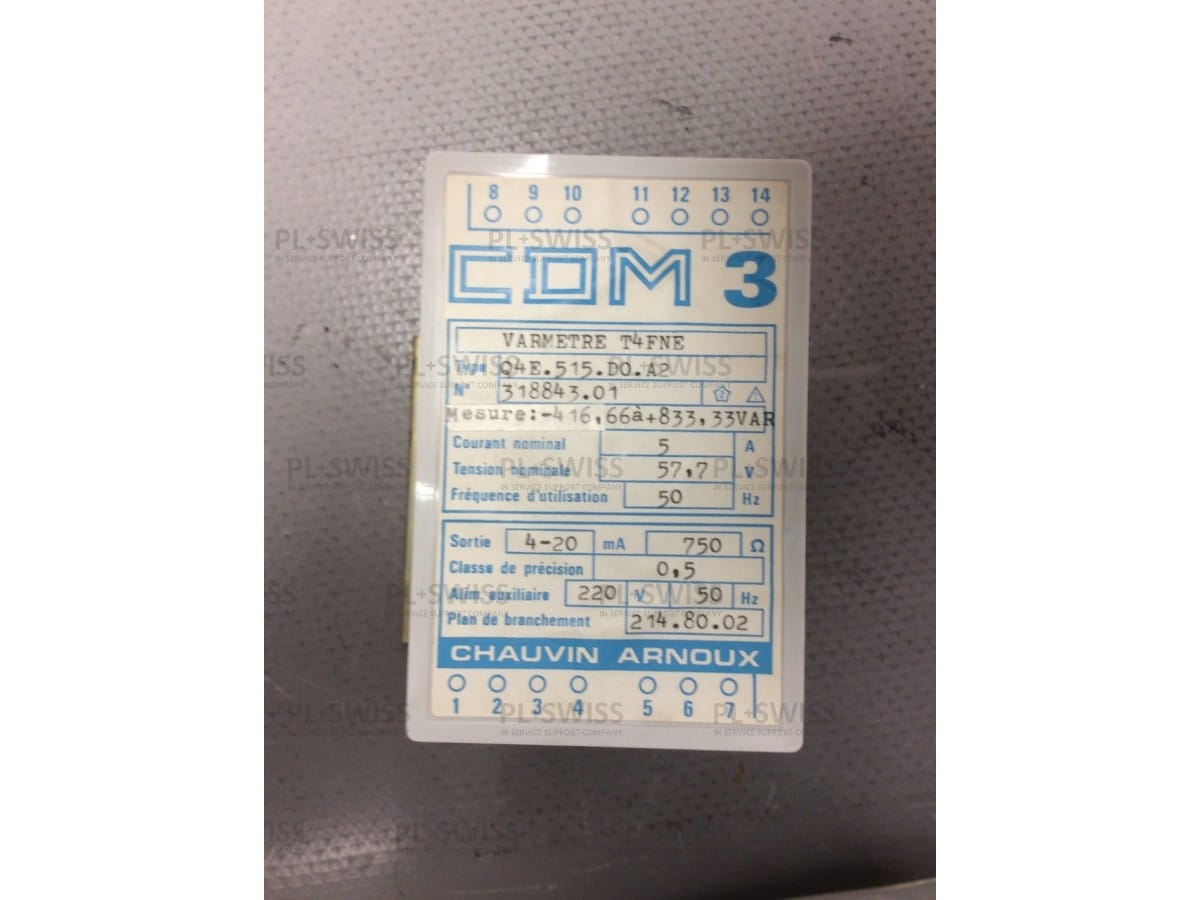 8 9 10 11 12 13 14
CDM 3
VARMETRE T4FNE
Type Q4E.515.DO.A2
N° 318843.01 2
Mesure:-416,66à+833,33VAR
Courant nominal 5 A
Tension nominale 57,7 V
Fréquence d'utilisation 50 Hz
Sortie 4-20 mA 750 Ω
Classe de précision 0,5
Alim. auxiliaire 220 V 50 Hz
Plan de branchement 214.80.02
CHAUVIN ARNOUX
1 2 3 4 5 6 7
PL+SWISS
IN SERVICE SUPPORT COMPANY